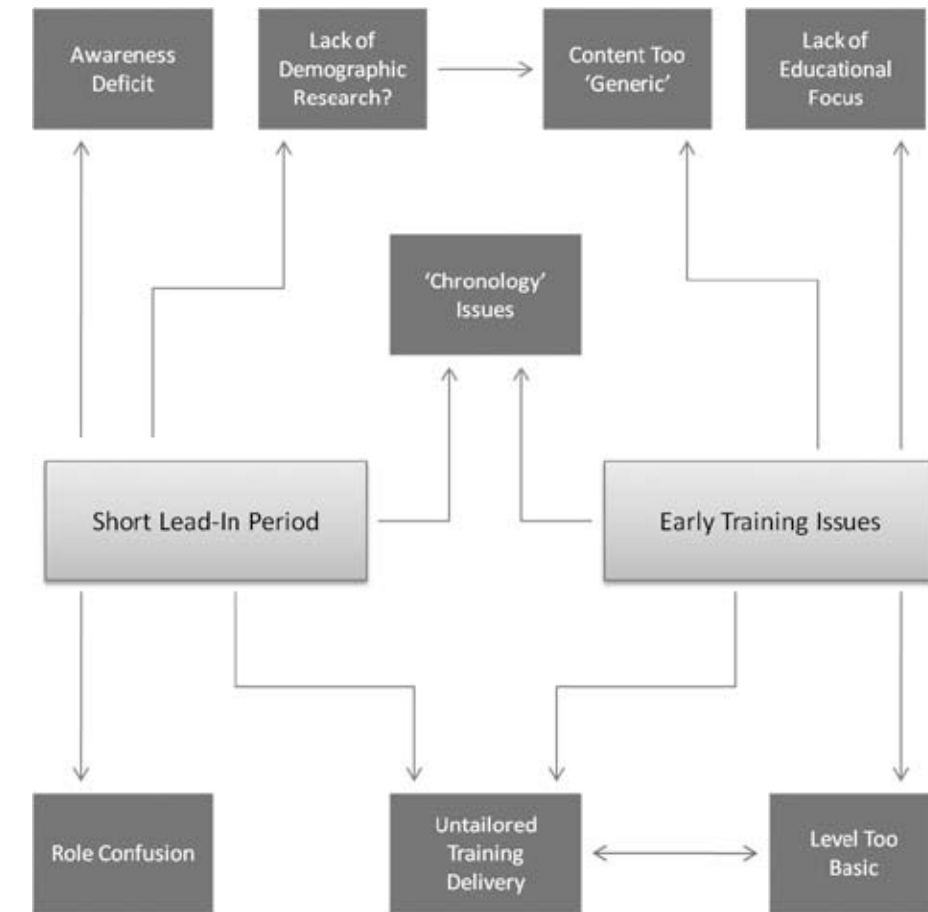 Awareness
Deficit
Lack of
Demographic
Research?
Content Too
‘Generic’
Lack of
Educational
Focus
‘Chronology’
Issues
Short Lead-In Period
Early Training Issues
Role Confusion
Untailored
Training
Delivery
Level Too
Basic